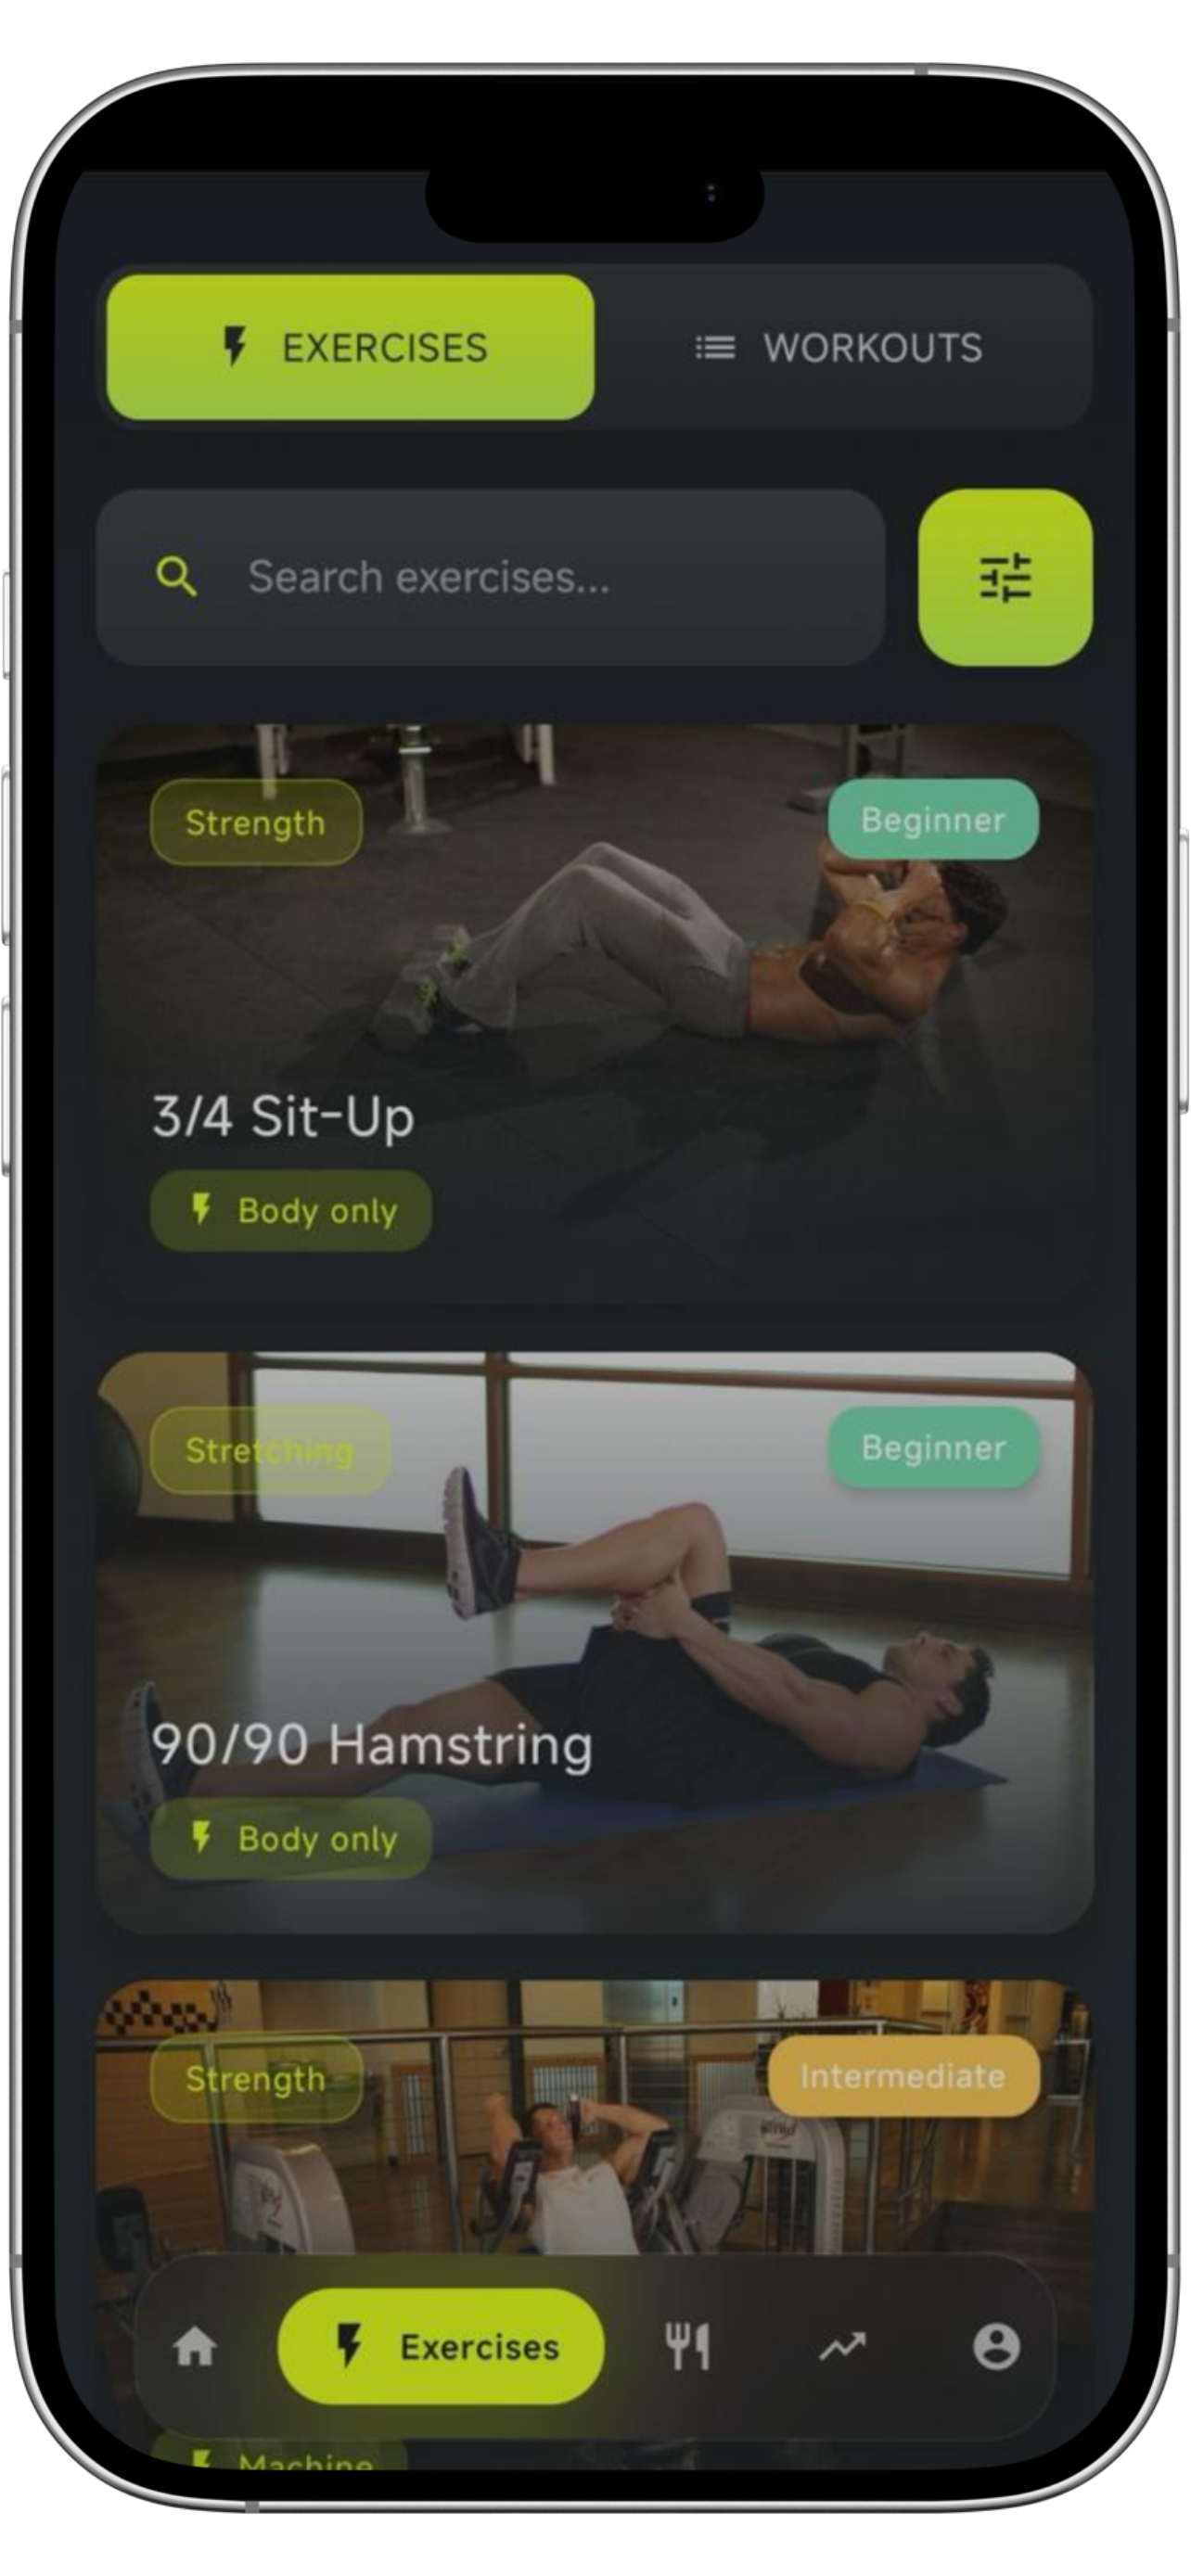 EXERCISES
WORKOUTS
Search exercises...
Strength
Beginner
3/4 Sit-Up
Body only
Stretching
Beginner
90/90 Hamstring
Body only
Strength
Intermediate
Exercises
Machine